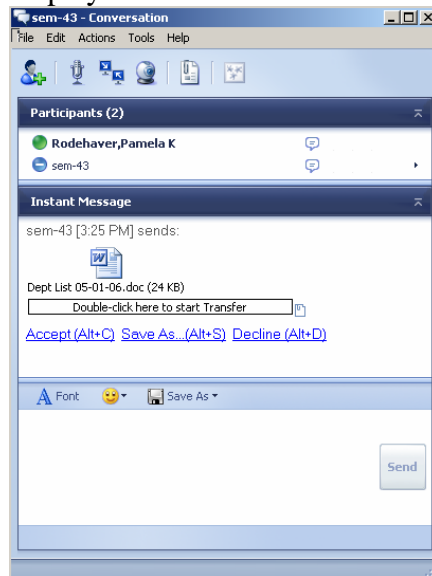 sem-43 - Conversation
File Edit Actions Tools Help
Participants (2)
Rodehaver,Pamela K
sem-43
Instant Message
sem-43 [3:25 PM] sends:
Dept List 05-01-06.doc (24 KB)
Double-click here to start Transfer
Accept (Alt+C) Save As...(Alt+S) Decline (Alt+D)
Font Save As
Send